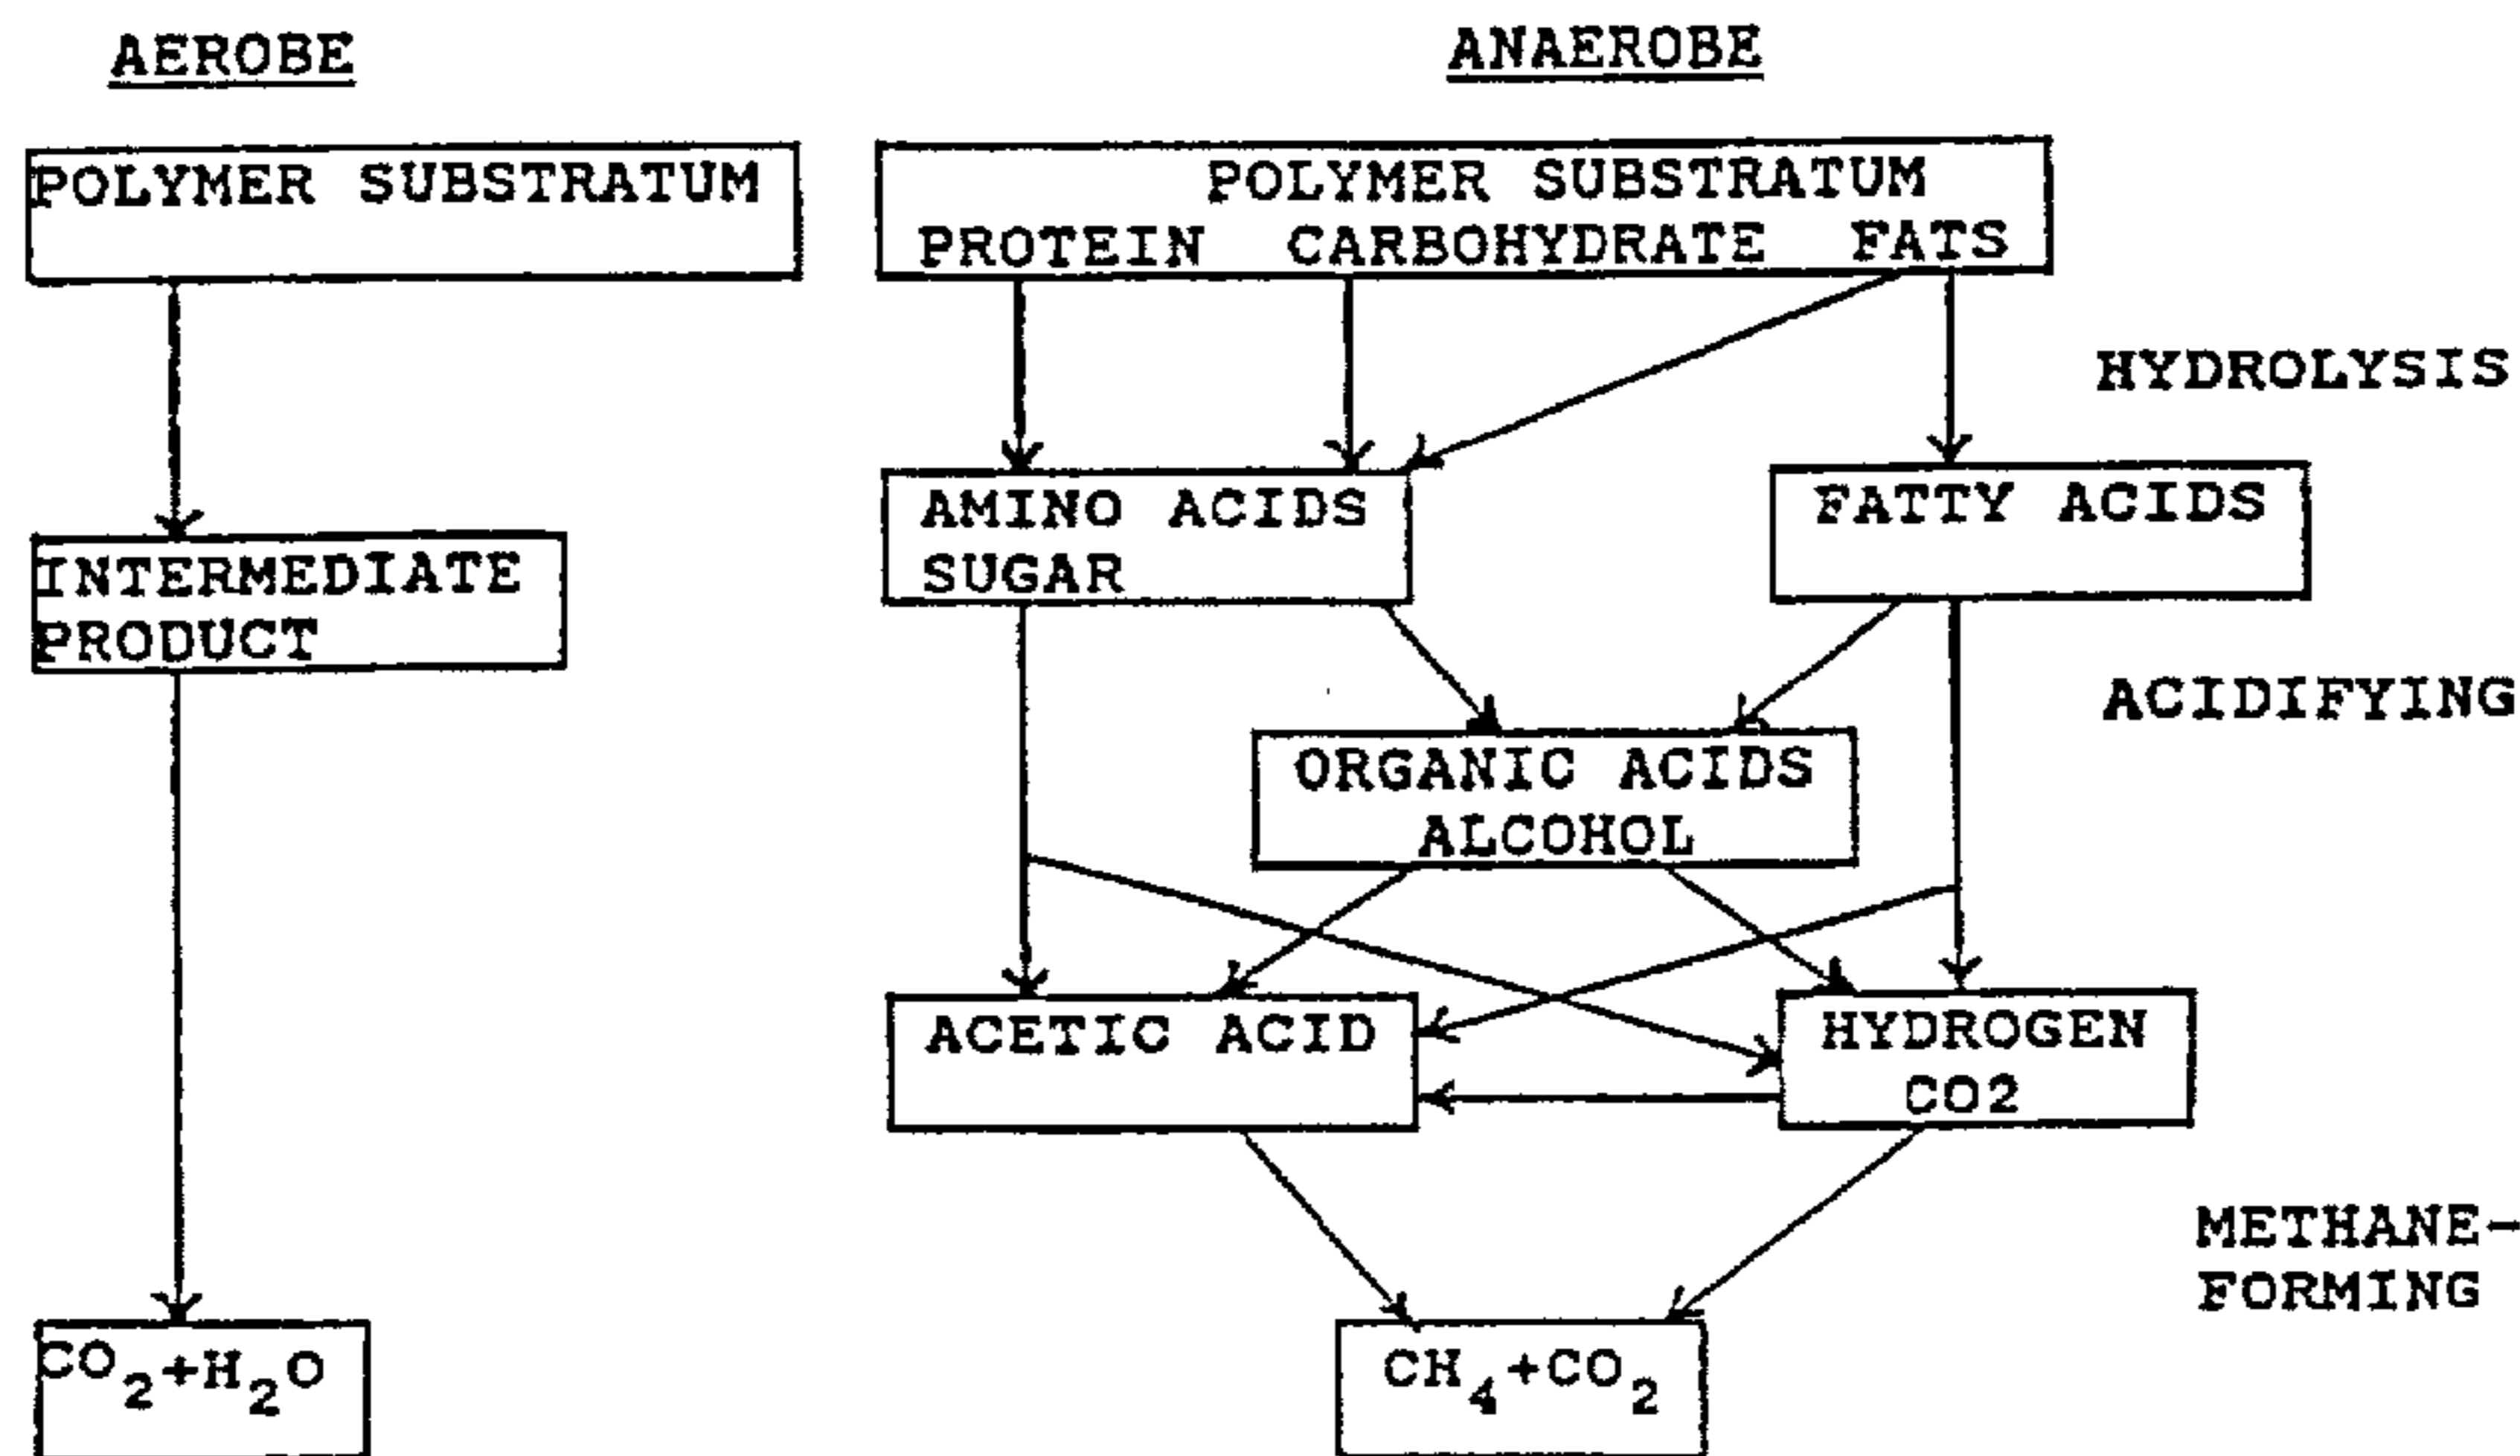 AEROBE
POLYMER SUBSTRATUM
INTERMEDIATE
PRODUCT
CO₂+H₂O
ANAEROBE
POLYMER SUBSTRATUM
PROTEIN CARBOHYDRATE FATS
HYDROLYSIS
AMINO ACIDS
SUGAR
FATTY ACIDS
ACIDIFYING
ORGANIC ACIDS
ALCOHOL
ACETIC ACID
HYDROGEN
CO2
METHANE-
FORMING
CH₄+CO₂